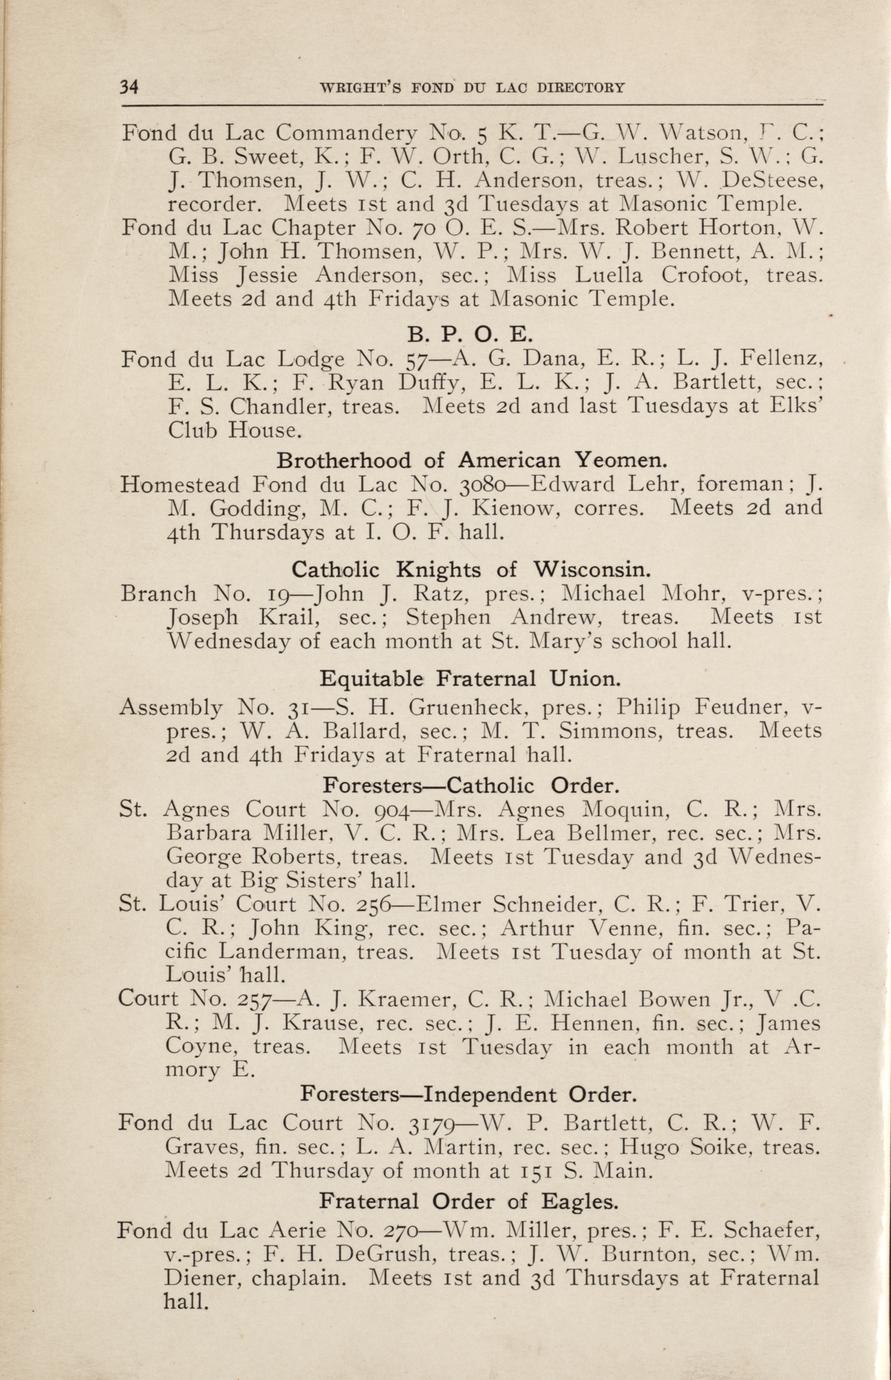 34 WRIGHT'S FOND DU LAC DIRECTORY
Fond du Lac Commandery No. 5 K. T.—G. W. Watson, C.;
G. B. Sweet, K.; F. W. Orth, C. G.; W. Luscher, S. W.; G.
J. Thomsen, J. W.; C. H. Anderson, treas.; W. DeSteese,
recorder. Meets 1st and 3d Tuesdays at Masonic Temple.
Fond du Lac Chapter No. 70 O. E. S.—Mrs. Robert Horton, W.
M.; John H. Thomsen, W. P.; Mrs. W. J. Bennett, A. M.;
Miss Jessie Anderson, sec.; Miss Luella Crofoot, treas.
Meets 2d and 4th Fridays at Masonic Temple.
B. P. O. E.
Fond du Lac Lodge No. 57—A. G. Dana, E. R.; L. J. Fellenz,
E. L. K.; F. Ryan Duffy, E. L. K.; J. A. Bartlett, sec.;
F. S. Chandler, treas. Meets 2d and last Tuesdays at Elks'
Club House.
Brotherhood of American Yeomen.
Homestead Fond du Lac No. 3080—Edward Lehr, foreman; J.
M. Godding, M. C.; F. J. Kienow, corres. Meets 2d and
4th Thursdays at I. O. F. hall.
Catholic Knights of Wisconsin.
Branch No. 19—John J. Ratz, pres.; Michael Mohr, v-pres.;
Joseph Krail, sec.; Stephen Andrew, treas. Meets 1st
Wednesday of each month at St. Mary's school hall.
Equitable Fraternal Union.
Assembly No. 31—S. H. Gruenheck, pres.; Philip Feudner, v-
pres.; W. A. Ballard, sec.; M. T. Simmons, treas. Meets
2d and 4th Fridays at Fraternal hall.
Foresters—Catholic Order.
St. Agnes Court No. 904—Mrs. Agnes Moquin, C. R.; Mrs.
Barbara Miller, V. C. R.; Mrs. Lea Bellmer, rec. sec.; Mrs.
George Roberts, treas. Meets 1st Tuesday and 3d Wednes-
day at Big Sisters' hall.
St. Louis' Court No. 256—Elmer Schneider, C. R.; F. Trier, V.
C. R.; John King, rec. sec.; Arthur Venne, fin. sec.; Pa-
cific Landerman, treas. Meets 1st Tuesday of month at St.
Louis' hall.
Court No. 257—A. J. Kraemer, C. R.; Michael Bowen Jr., V .C.
R.; M. J. Krause, rec. sec.; J. E. Hennen, fin. sec.; James
Coyne, treas. Meets 1st Tuesday in each month at Ar-
mory E.
Foresters—Independent Order.
Fond du Lac Court No. 3179—W. P. Bartlett, C. R.; W. F.
Graves, fin. sec.; L. A. Martin, rec. sec.; Hugo Soike, treas.
Meets 2d Thursday of month at 151 S. Main.
Fraternal Order of Eagles.
Fond du Lac Aerie No. 270—Wm. Miller, pres.; F. E. Schaefer,
v.-pres.; F. H. DeGrush, treas.; J. W. Burnton, sec.; Wm.
Diener, chaplain. Meets 1st and 3d Thursdays at Fraternal
hall.